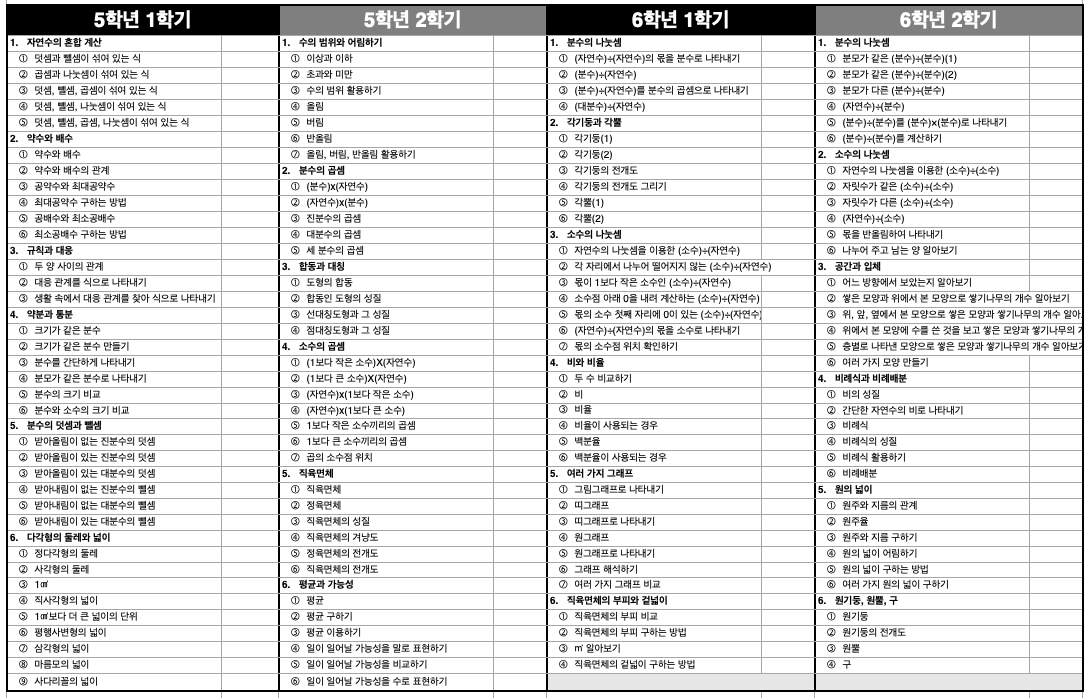 5학년 1학기
1. 자연수의 혼합 계산
① 덧셈과 뺄셈이 섞여 있는 식
② 곱셈과 나눗셈이 섞여 있는 식
③ 덧셈, 뺄셈, 곱셈이 섞여 있는 식
④ 덧셈, 뺄셈, 나눗셈이 섞여 있는 식
⑤ 덧셈, 뺄셈, 곱셈, 나눗셈이 섞여 있는 식
2. 약수와 배수
① 약수와 배수
② 약수와 배수의 관계
③ 공약수와 최대공약수
④ 최대공약수 구하는 방법
⑤ 공배수와 최소공배수
⑥ 최소공배수 구하는 방법
3. 규칙과 대응
① 두 양 사이의 관계
② 대응 관계를 식으로 나타내기
③ 생활 속에서 대응 관계를 찾아 식으로 나타내기
4. 약분과 통분
① 크기가 같은 분수
② 크기가 같은 분수 만들기
③ 분수를 간단하게 나타내기
④ 분모가 같은 분수로 나타내기
⑤ 분수의 크기 비교
⑥ 분수와 소수의 크기 비교
5. 분수의 덧셈과 뺄셈
① 받아올림이 없는 진분수의 덧셈
② 받아올림이 있는 진분수의 덧셈
③ 받아올림이 있는 대분수의 덧셈
④ 받아내림이 없는 진분수의 뺄셈
⑤ 받아내림이 없는 대분수의 뺄셈
⑥ 받아내림이 있는 대분수의 뺄셈
6. 다각형의 둘레와 넓이
① 정다각형의 둘레
② 사각형의 둘레
③ 1㎠
④ 직사각형의 넓이
⑤ 1㎠보다 더 큰 넓이의 단위
⑥ 평행사변형의 넓이
⑦ 삼각형의 넓이
⑧ 마름모의 넓이
⑨ 사다리꼴의 넓이
5학년 2학기
1. 수의 범위와 어림하기
① 이상과 이하
② 초과와 미만
③ 수의 범위 활용하기
④ 올림
⑤ 버림
⑥ 반올림
⑦ 올림, 버림, 반올림 활용하기
2. 분수의 곱셈
① (분수)x(자연수)
② (자연수)x(분수)
③ 진분수의 곱셈
④ 대분수의 곱셈
⑤ 세 분수의 곱셈
3. 합동과 대칭
① 도형의 합동
② 합동인 도형의 성질
③ 선대칭도형과 그 성질
④ 점대칭도형과 그 성질
4. 소수의 곱셈
① (1보다 작은 소수)X(자연수)
② (1보다 큰 소수)X(자연수)
③ (자연수)x(1보다 작은 소수)
④ (자연수)x(1보다 큰 소수)
⑤ 1보다 작은 소수끼리의 곱셈
⑥ 1보다 큰 소수끼리의 곱셈
⑦ 곱의 소수점 위치
5. 직육면체
① 직육면체
② 정육면체
③ 직육면체의 성질
④ 직육면체의 겨냥도
⑤ 정육면체의 전개도
⑥ 직육면체의 전개도
6. 평균과 가능성
① 평균
② 평균 구하기
③ 평균 이용하기
④ 일이 일어날 가능성을 말로 표현하기
⑤ 일이 일어날 가능성을 비교하기
⑥ 일이 일어날 가능성을 수로 표현하기
6학년 1학기
1. 분수의 나눗셈
① (자연수)÷(자연수)의 몫을 분수로 나타내기
② (분수)÷(자연수)
③ (분수)÷(자연수)를 분수의 곱셈으로 나타내기
④ (대분수)÷(자연수)
2. 각기둥과 각뿔
① 각기둥(1)
② 각기둥(2)
③ 각기둥의 전개도
④ 각기둥의 전개도 그리기
⑤ 각뿔(1)
⑥ 각뿔(2)
3. 소수의 나눗셈
① 자연수의 나눗셈을 이용한 (소수)÷(자연수)
② 각 자리에서 나누어 떨어지지 않는 (소수)÷(자연수)
③ 몫이 1보다 작은 소수인 (소수)÷(자연수)
④ 소수점 아래 0을 내려 계산하는 (소수)÷(자연수)
⑤ 몫의 소수 첫째 자리에 0이 있는 (소수)÷(자연수)
⑥ (자연수)÷(자연수)의 몫을 소수로 나타내기
⑦ 몫의 소수점 위치 확인하기
4. 비와 비율
① 두 수 비교하기
② 비
③ 비율
④ 비율이 사용되는 경우
⑤ 백분율
⑥ 백분율이 사용되는 경우
5. 여러 가지 그래프
① 그림그래프로 나타내기
② 띠그래프
③ 띠그래프로 나타내기
④ 원그래프
⑤ 원그래프로 나타내기
⑥ 그래프 해석하기
⑦ 여러 가지 그래프 비교
6. 직육면체의 부피와 겉넓이
① 직육면체의 부피 비교
② 직육면체의 부피 구하는 방법
③ ㎥ 알아보기
④ 직육면체의 겉넓이 구하는 방법
6학년 2학기
1. 분수의 나눗셈
① 분모가 같은 (분수)÷(분수)(1)
② 분모가 같은 (분수)÷(분수)(2)
③ 분모가 다른 (분수)÷(분수)
④ (자연수)÷(분수)
⑤ (분수)÷(분수)를 (분수)×(분수)로 나타내기
⑥ (분수)÷(분수)를 계산하기
2. 소수의 나눗셈
① 자연수의 나눗셈을 이용한 (소수)÷(소수)
② 자릿수가 같은 (소수)÷(소수)
③ 자릿수가 다른 (소수)÷(소수)
④ (자연수)÷(소수)
⑤ 몫을 반올림하여 나타내기
⑥ 나누어 주고 남는 양 알아보기
3. 공간과 입체
① 어느 방향에서 보았는지 알아보기
② 쌓은 모양과 위에서 본 모양으로 쌓기나무의 개수 알아보기
③ 위, 앞, 옆에서 본 모양으로 쌓은 모양과 쌓기나무의 개수 알아
④ 위에서 본 모양에 수를 쓴 것을 보고 쌓은 모양과 쌓기나무의
⑤ 층별로 나타낸 모양으로 쌓은 모양과 쌓기나무의 개수 알아보
⑥ 여러 가지 모양 만들기
4. 비례식과 비례배분
① 비의 성질
② 간단한 자연수의 비로 나타내기
③ 비례식
④ 비례식의 성질
⑤ 비례식 활용하기
⑥ 비례배분
5. 원의 넓이
① 원주와 지름의 관계
② 원주율
③ 원주와 지름 구하기
④ 원의 넓이 어림하기
⑤ 원의 넓이 구하는 방법
⑥ 여러 가지 원의 넓이 구하기
6. 원기둥, 원뿔, 구
① 원기둥
② 원기둥의 전개도
③ 원뿔
④ 구